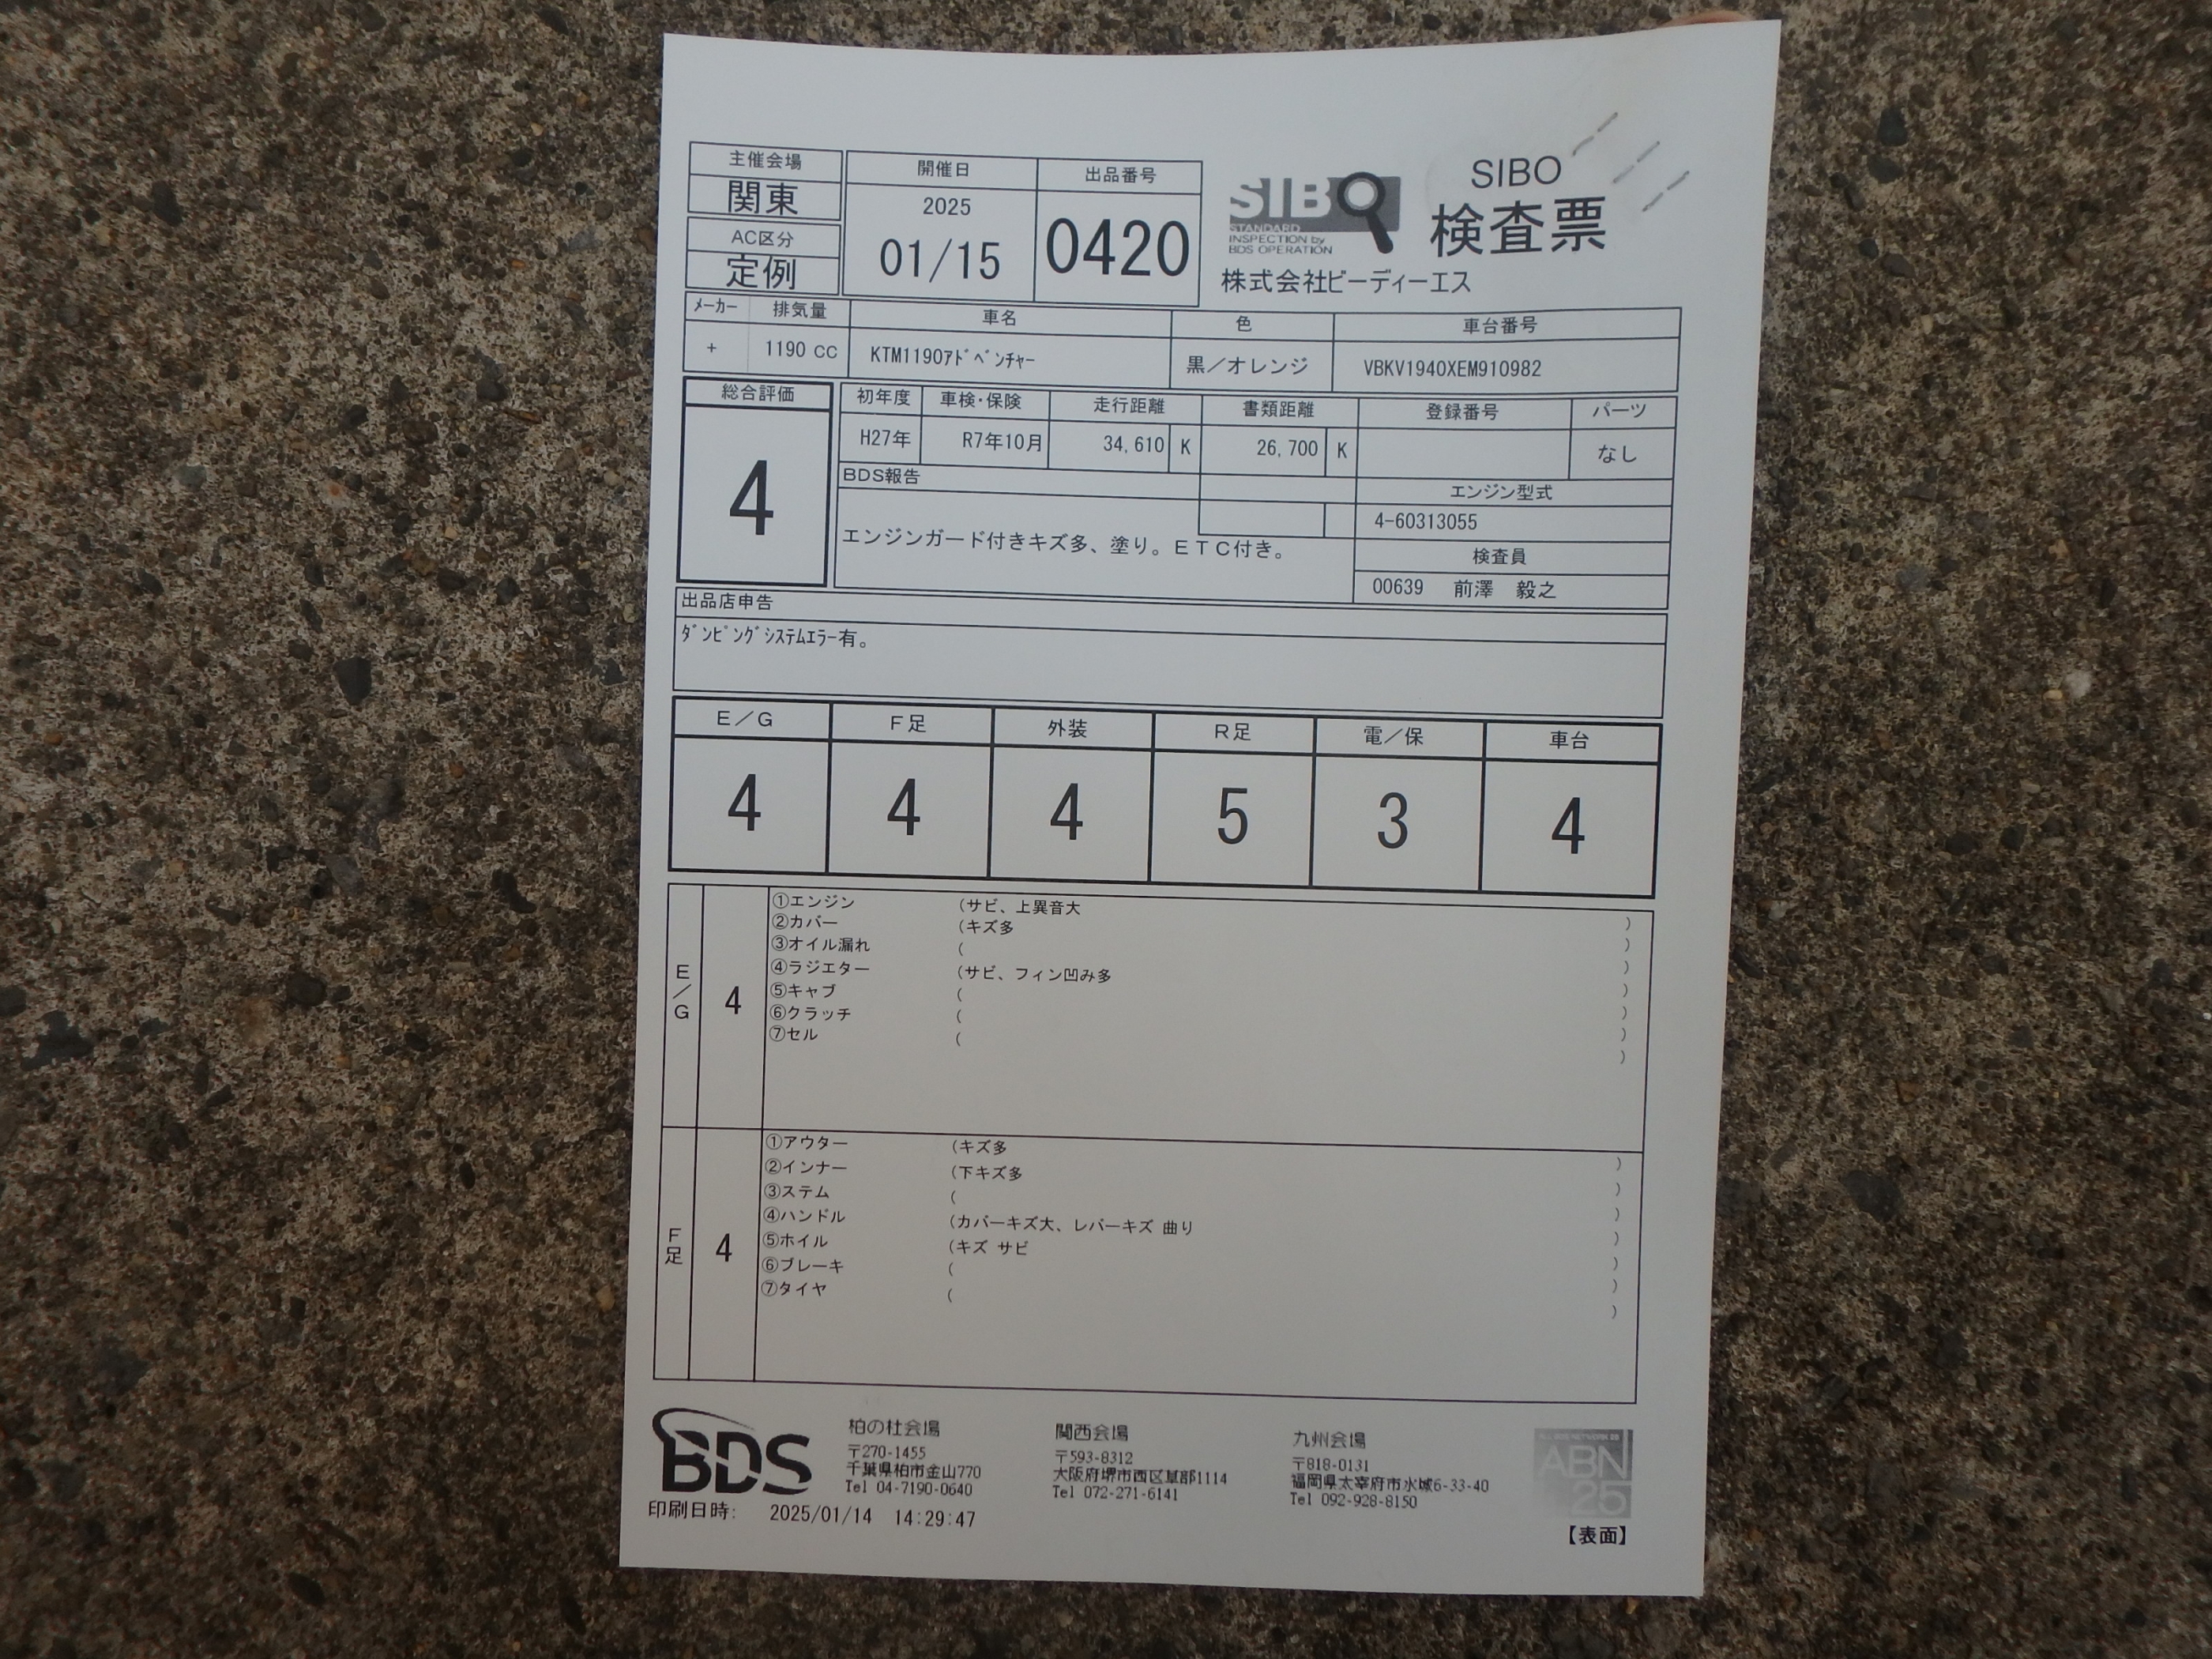 主催会場
関東
AC区分
定例
開催日
2025
01/15
出品番号
0420
SIBO
STANDARD
INSPECTION by
BDS OPERATION
SIBO
検査票
株式会社ビーディーエス
ﾒｰｶｰ 排気量 車名 色 車台番号
+ 1190 CC KTM1190ｱﾄﾞﾍﾞﾝﾁｬｰ 黒／オレンジ VBKV1940XEM910982
総合評価
4
初年度 車検・保険 走行距離 書類距離 登録番号 パーツ
H27年 R7年10月 34,610 K 26,700 K なし
BDS報告
エンジンガード付きキズ多、塗り。ＥＴＣ付き。
エンジン型式
4-60313055
検査員
00639 前澤 毅之
出品店申告
ﾀﾞﾝﾋﾟﾝｸﾞｼｽﾃﾑｴﾗｰ有。
Ｅ／Ｇ Ｆ足 外装 Ｒ足 電／保 車台
4 4 4 5 3 4
Ｅ／Ｇ
4
①エンジン (サビ、上異音大 )
②カバー (キズ多 )
③オイル漏れ ( )
④ラジエター (サビ、フィン凹み多 )
⑤キャブ ( )
⑥クラッチ ( )
⑦セル ( )
Ｆ足
4
①アウター (キズ多 )
②インナー (下キズ多 )
③ステム ( )
④ハンドル (カバーキズ大、レバーキズ 曲り )
⑤ホイル (キズ サビ )
⑥ブレーキ ( )
⑦タイヤ ( )
BDS
柏の杜会場
〒270-1455
千葉県柏市金山770
Tel 04-7190-0640
関西会場
〒593-8312
大阪府堺市西区草部1114
Tel 072-271-6141
九州会場
〒818-0131
福岡県太宰府市水城6-33-40
Tel 092-928-8150
ABN
25
印刷日時: 2025/01/14 14:29:47
【表面】